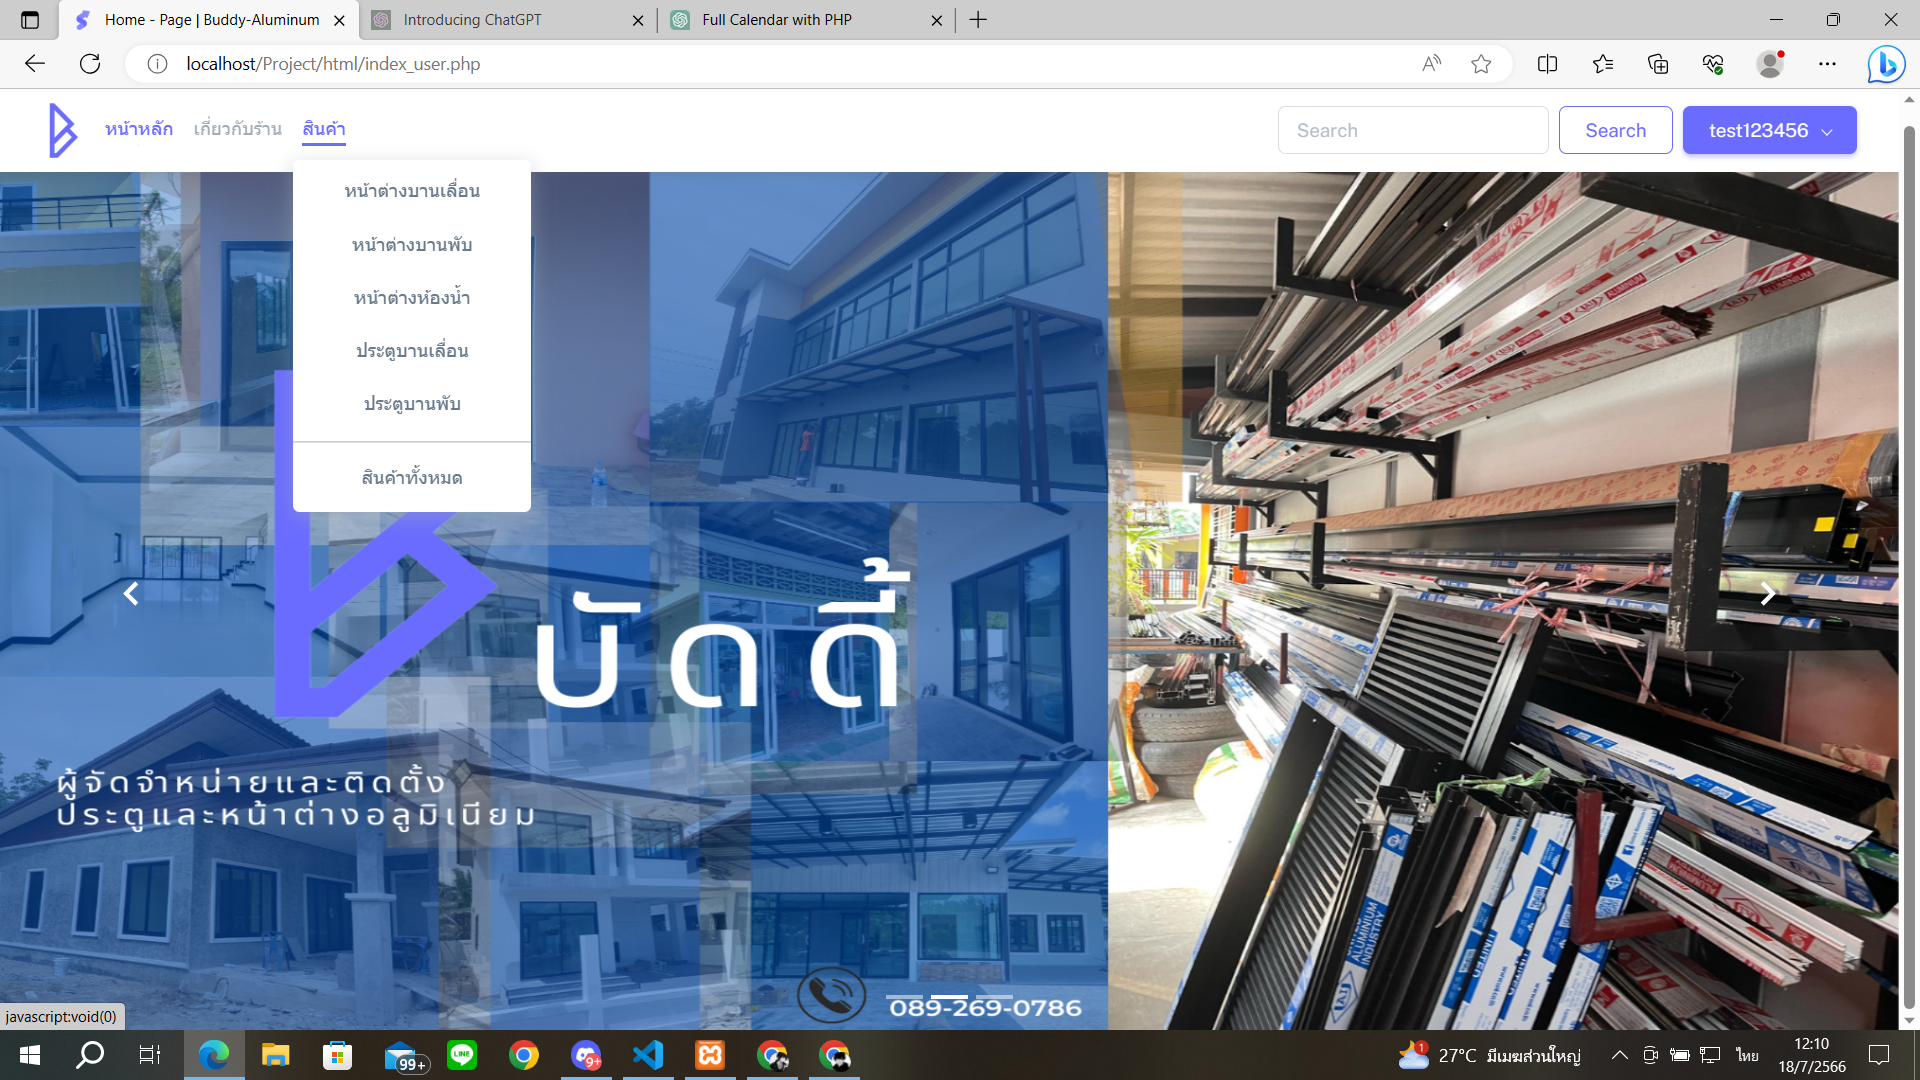 Home - Page | Buddy-Aluminum
Introducing ChatGPT
Full Calendar with PHP
localhost/Project/html/index_user.php
หน้าหลัก
เกี่ยวกับร้าน
สินค้า
Search
Search
test123456
หน้าต่างบานเลื่อน
หน้าต่างบานพับ
หน้าต่างห้องน้ำ
ประตูบานเลื่อน
ประตูบานพับ
สินค้าทั้งหมด
บัดดี้
ผู้จัดจำหน่ายและติดตั้ง
ประตูและหน้าต่างอลูมิเนียม
089-269-0786
javascript:void(0)
99+
LINE
9+
1
27°C มีเมฆส่วนใหญ่
ไทย
12:10
18/7/2566